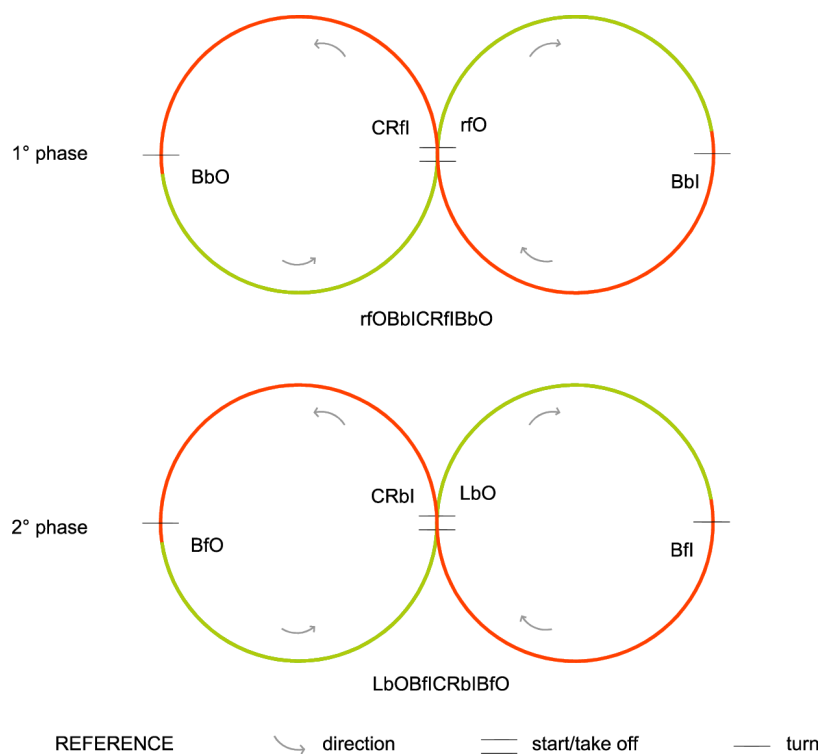 CRfI rfO
1° phase
BbO BbI
rfOBbICRfIBbO
CRbI LbO
2° phase
BfO BfI
LbOBfICRbIBfO
REFERENCE direction start/take off turn